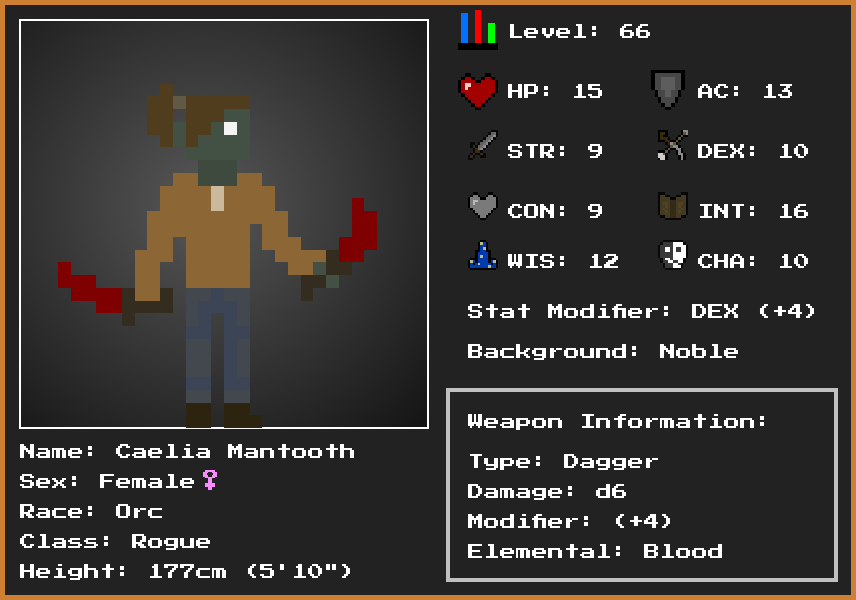 Level: 66
HP: 15 AC: 13
STR: 9 DEX: 10
CON: 9 INT: 16
WIS: 12 CHA: 10
Stat Modifier: DEX (+4)
Background: Noble
Weapon Information:
Type: Dagger
Damage: d6
Modifier: (+4)
Elemental: Blood
Name: Caelia Mantooth
Sex: Female♀
Race: Orc
Class: Rogue
Height: 177cm (5'10")